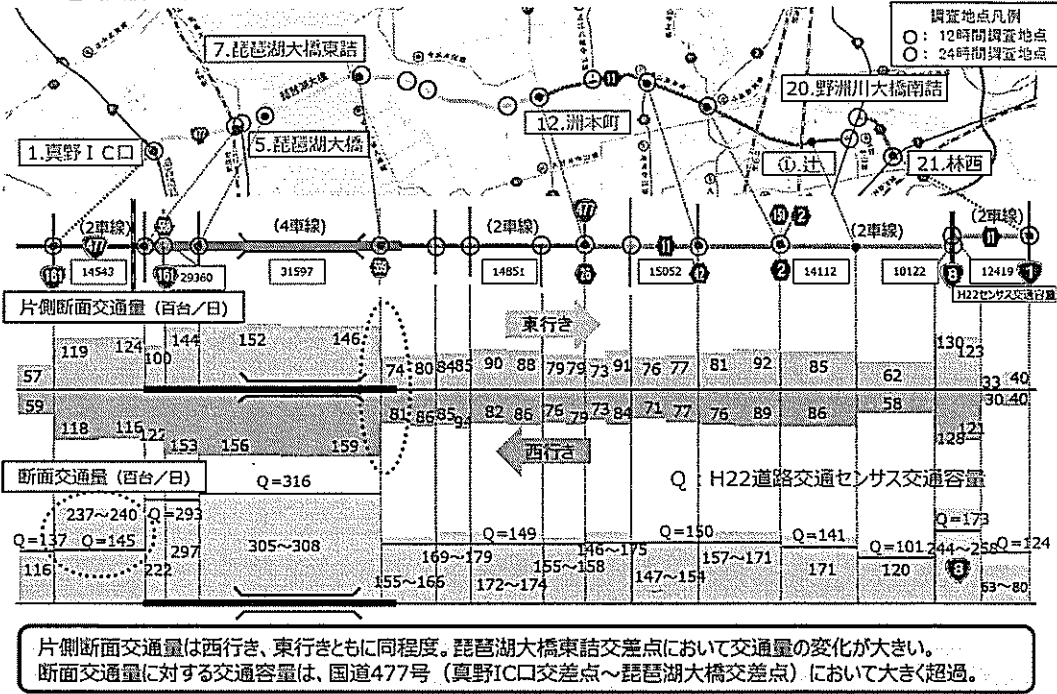 調査地点凡例
○:12時間調査地点
○:24時間調査地点
7.琵琶湖大橋東詰
20.野洲川大橋南詰
琵琶湖大橋
12.洲本町
1.真野IC口
5.琵琶湖大橋
①.辻
21.林西
(2車線)
(4車線)
(2車線)
(2車線)
(2車線)
47
477
11
2
11
161
14543
161
29360
31597
14851
15052
2
14112
10122
8
12419
1
H22センサス交通容量
片側断面交通量(百台/日)
東行き
57 119 124 100 144 152 146 74 80 84 85 90 88 79 79 73 91 76 77 81 92 85 62 130 123 33 40
59 118 116 122 153 156 159 81 86 85 94 82 86 76 79 73 84 71 77 76 89 86 58 128 121 30 40
西行き
断面交通量(百台/日)
Q:H22道路交通センサス交通容量
Q=137 Q=145 Q=293 Q=316 Q=149 Q=150 Q=141 Q=101 Q=173 Q=124
116 237~240 222 297 305~308 155~166 169~179 172~174 155~158 146~175 147~154 157~171 171 120 244~258 63~80
8
片側断面交通量は西行き、東行きともに同程度。琵琶湖大橋東詰交差点において交通量の変化が大きい。
断面交通量に対する交通容量は、国道477号(真野IC口交差点~琵琶湖大橋交差点)において大きく超過。